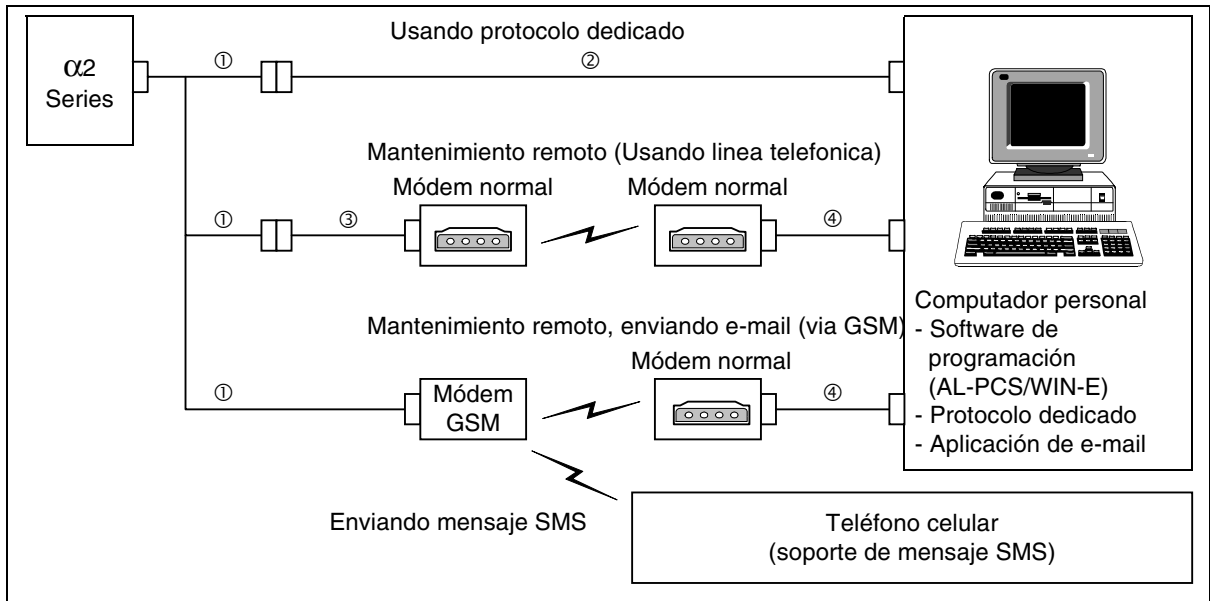 Usando protocolo dedicado
α2
Series
①
②
Mantenimiento remoto (Usando linea telefonica)
Módem normal
Módem normal
①
③
④
Mantenimiento remoto, enviando e-mail (via GSM)
Módem normal
①
Módem
GSM
④
Computador personal
- Software de
programación
(AL-PCS/WIN-E)
- Protocolo dedicado
- Aplicación de e-mail
Enviando mensaje SMS
Teléfono celular
(soporte de mensaje SMS)